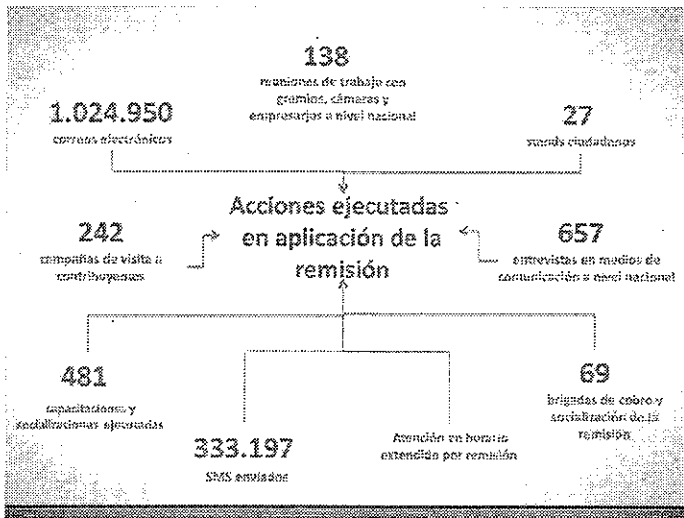 138
reuniones de trabajo con
gremios, cámaras y
empresarios a nivel nacional
1.024.950
correos electrónicos
27
stands ciudadanos
Acciones ejecutadas
en aplicación de la
remisión
242
campañas de visita a
contribuyentes
657
entrevistas en medios de
comunicación a nivel nacional
481
capacitaciones y
socializaciones ejecutadas
333.197
SMS enviados
Atención en horario
extendido por remisión
69
brigadas de cobro y
socialización de la
remisión